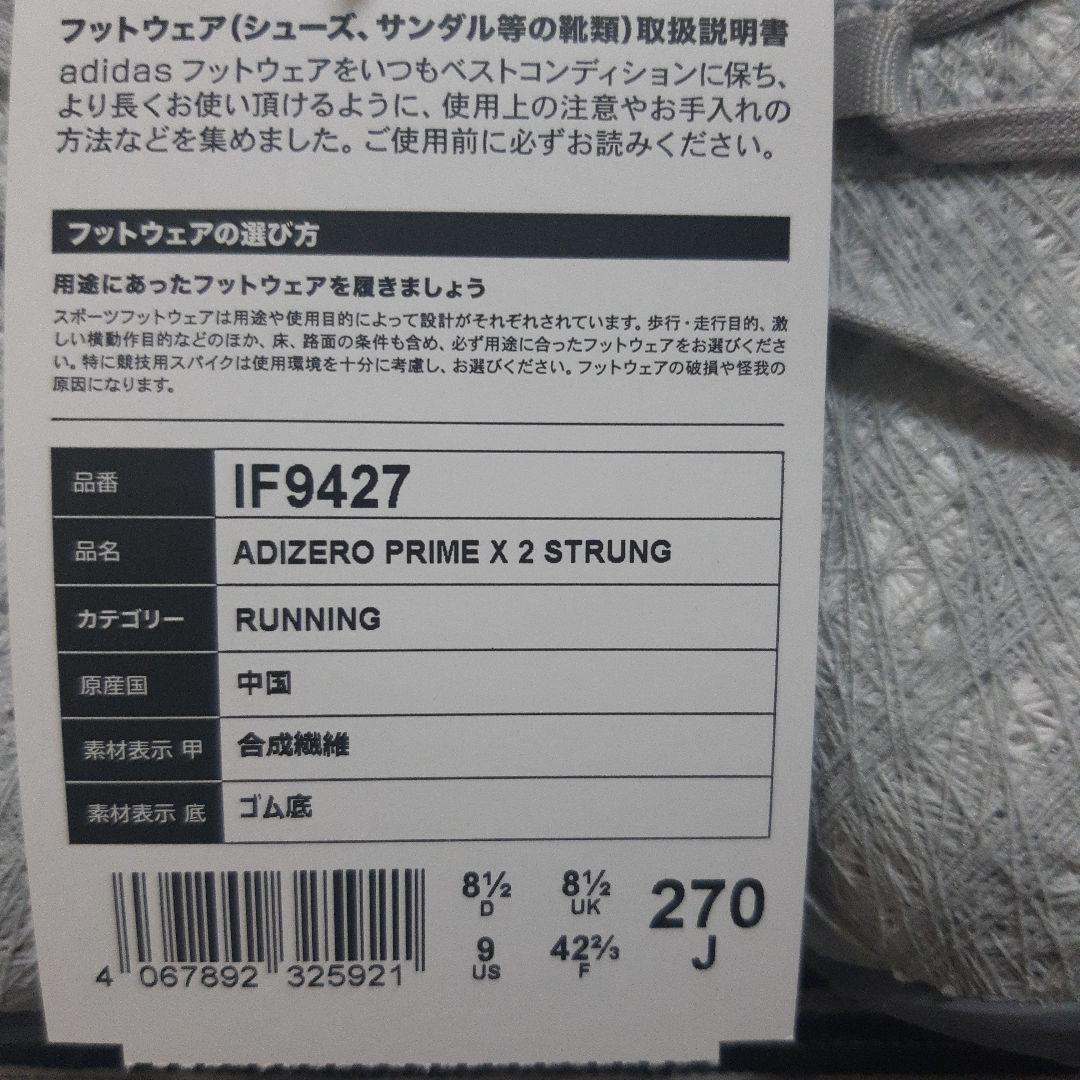 フットウェア(シューズ、サンダル等の靴類)取扱説明書
adidasフットウェアをいつもベストコンディションに保ち、
より長くお使い頂けるように、使用上の注意やお手入れの
方法などを集めました。ご使用前に必ずお読みください。
フットウェアの選び方
用途にあったフットウェアを履きましょう
スポーツフットウェアは用途や使用目的によって設計がそれぞれされています。歩行・走行目的、激
しい横動作目的などのほか、床、路面の条件も含め、必ず用途に合ったフットウェアをお選びくださ
い。特に競技用スパイクは使用環境を十分に考慮し、お選びください。フットウェアの破損や怪我の
原因になります。
品番 IF9427
品名 ADIZERO PRIME X 2 STRUNG
カテゴリー RUNNING
原産国 中国
素材表示 甲 合成繊維
素材表示 底 ゴム底
8½ 8½ 270
D UK J
9 42⅔
US F
4 067892 325921